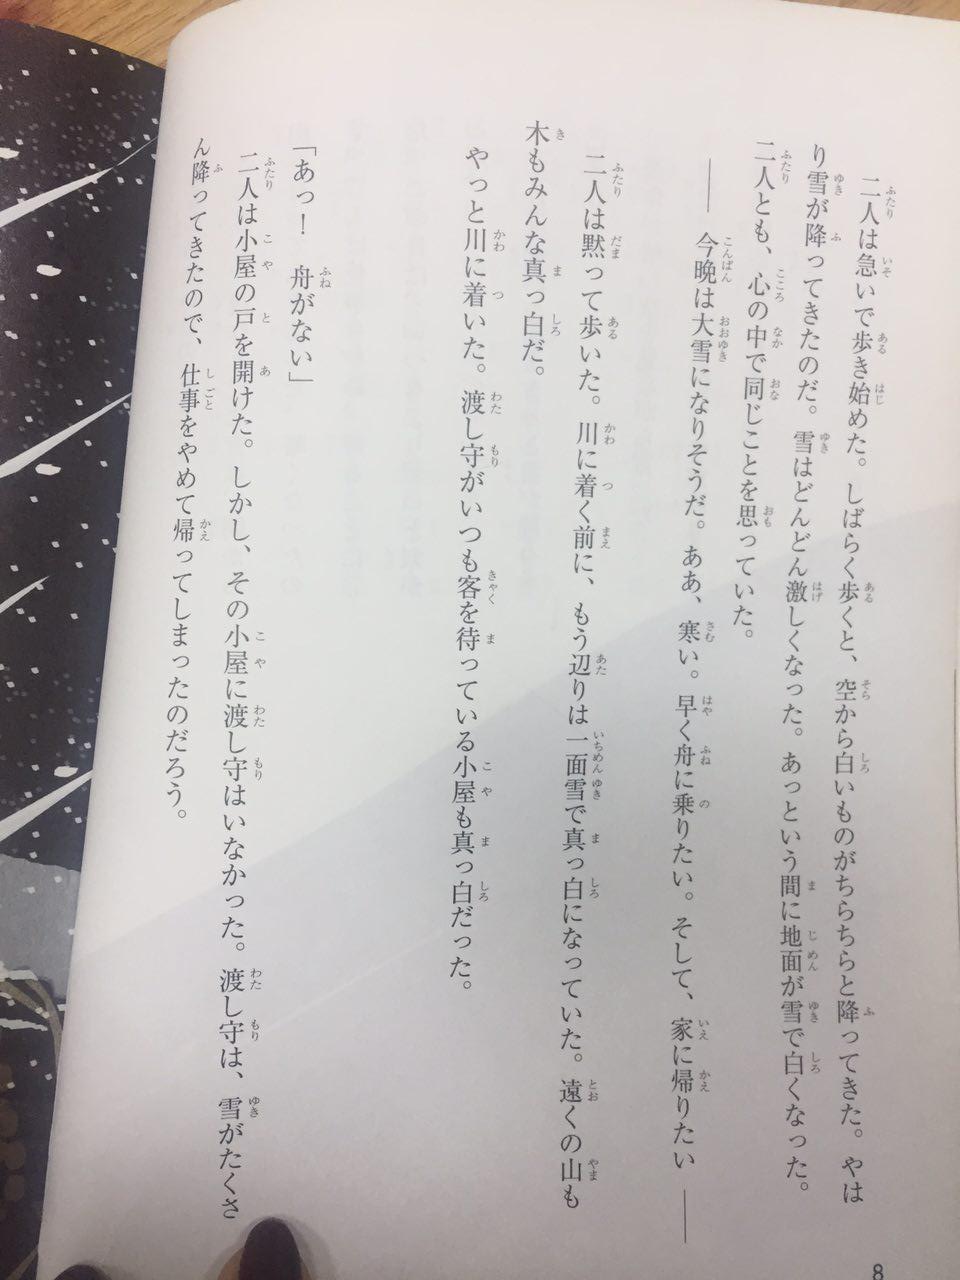 二人は急いで歩き始めた。しばらく歩くと、空から白いものがちらちらと降ってきた。やは
り雪が降ってきたのだ。雪はどんどん激しくなった。あっという間に地面が雪で白くなった。
二人とも、心の中で同じことを思っていた。
――今晩は大雪になりそうだ。ああ、寒い。早く舟に乗りたい。そして、家に帰りたい――
二人は黙って歩いた。川に着く前に、もう辺りは一面雪で真っ白になっていた。遠くの山も
木もみんな真っ白だ。
やっと川に着いた。渡し守がいつも客を待っている小屋も真っ白だった。
「あっ！　舟がない」
二人は小屋の戸を開けた。しかし、その小屋に渡し守はいなかった。渡し守は、雪がたくさ
ん降ってきたので、仕事をやめて帰ってしまったのだろう。
8